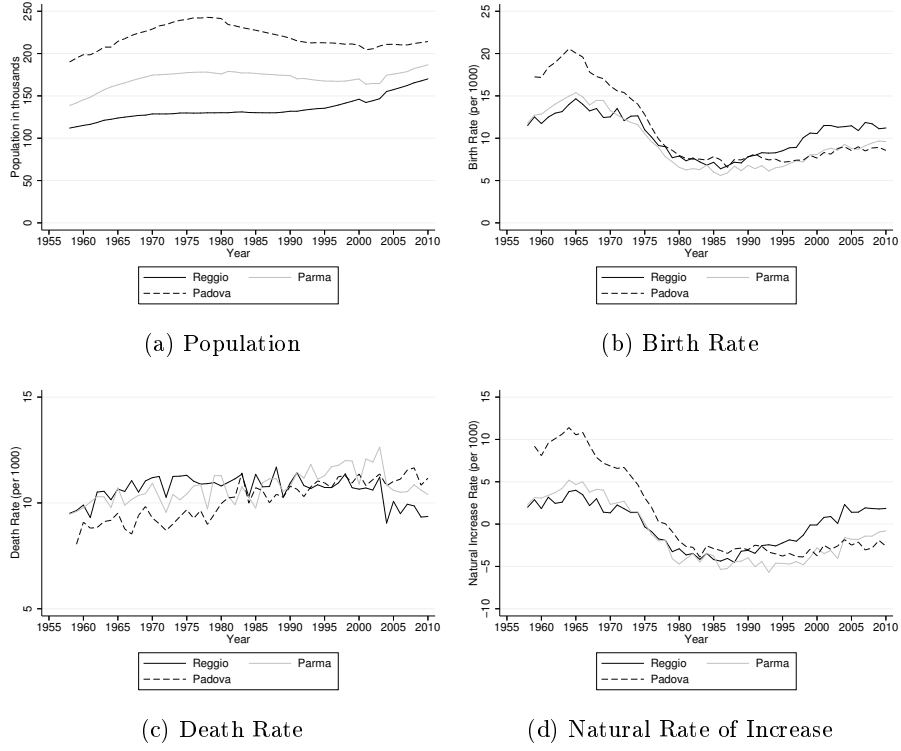 Population in thousands
250
200
150
100
50
0
1955 1960 1965 1970 1975 1980 1985 1990 1995 2000 2005 2010
Year
Reggio Parma
Padova
(a) Population
Birth Rate (per 1000)
25
20
15
10
5
0
1955 1960 1965 1970 1975 1980 1985 1990 1995 2000 2005 2010
Year
Reggio Parma
Padova
(b) Birth Rate
Death Rate (per 1000)
15
10
5
1955 1960 1965 1970 1975 1980 1985 1990 1995 2000 2005 2010
Year
Reggio Parma
Padova
(c) Death Rate
Natural Increase Rate (per 1000)
15
10
5
0
−5
−10
1955 1960 1965 1970 1975 1980 1985 1990 1995 2000 2005 2010
Year
Reggio Parma
Padova
(d) Natural Rate of Increase